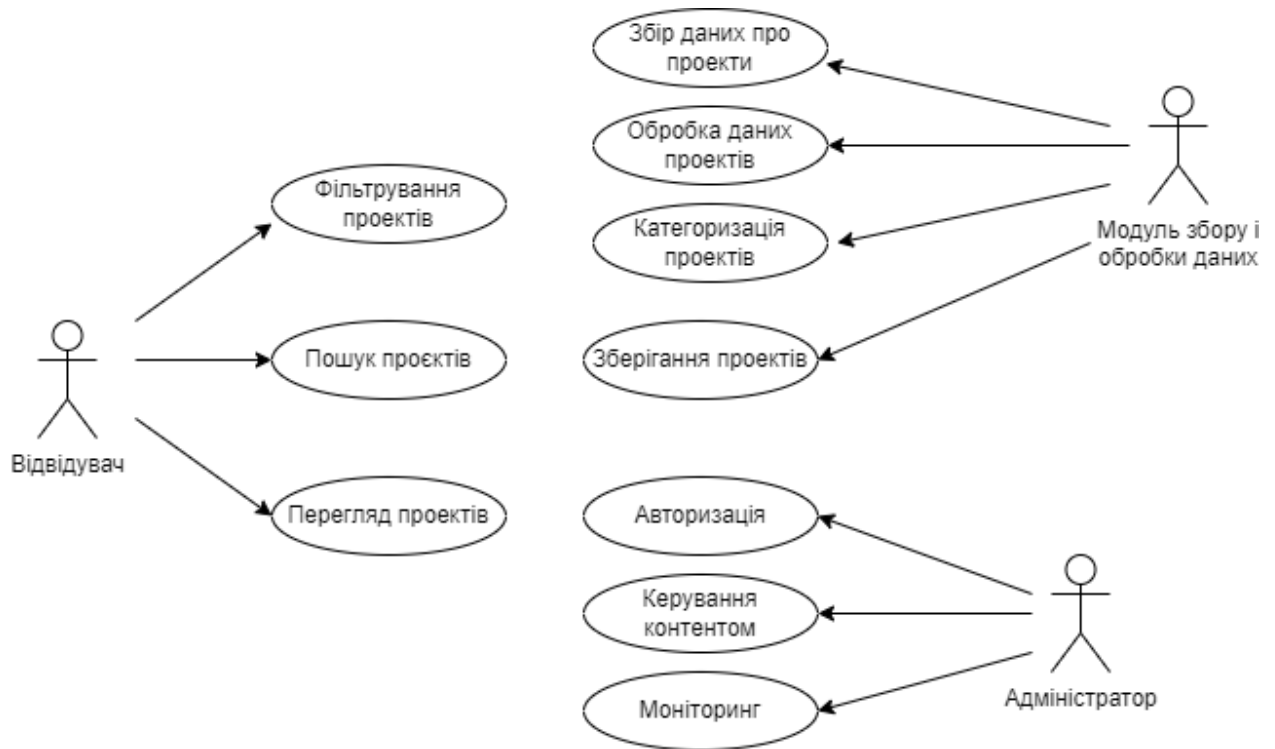 Збір даних про
проекти
Обробка даних
проектів
Фільтрування
проектів
Категоризація
проектів
Модуль збору і
обробки даних
Пошук проєктів
Зберігання проектів
Відвідувач
Перегляд проектів
Авторизація
Керування
контентом
Адміністратор
Моніторинг